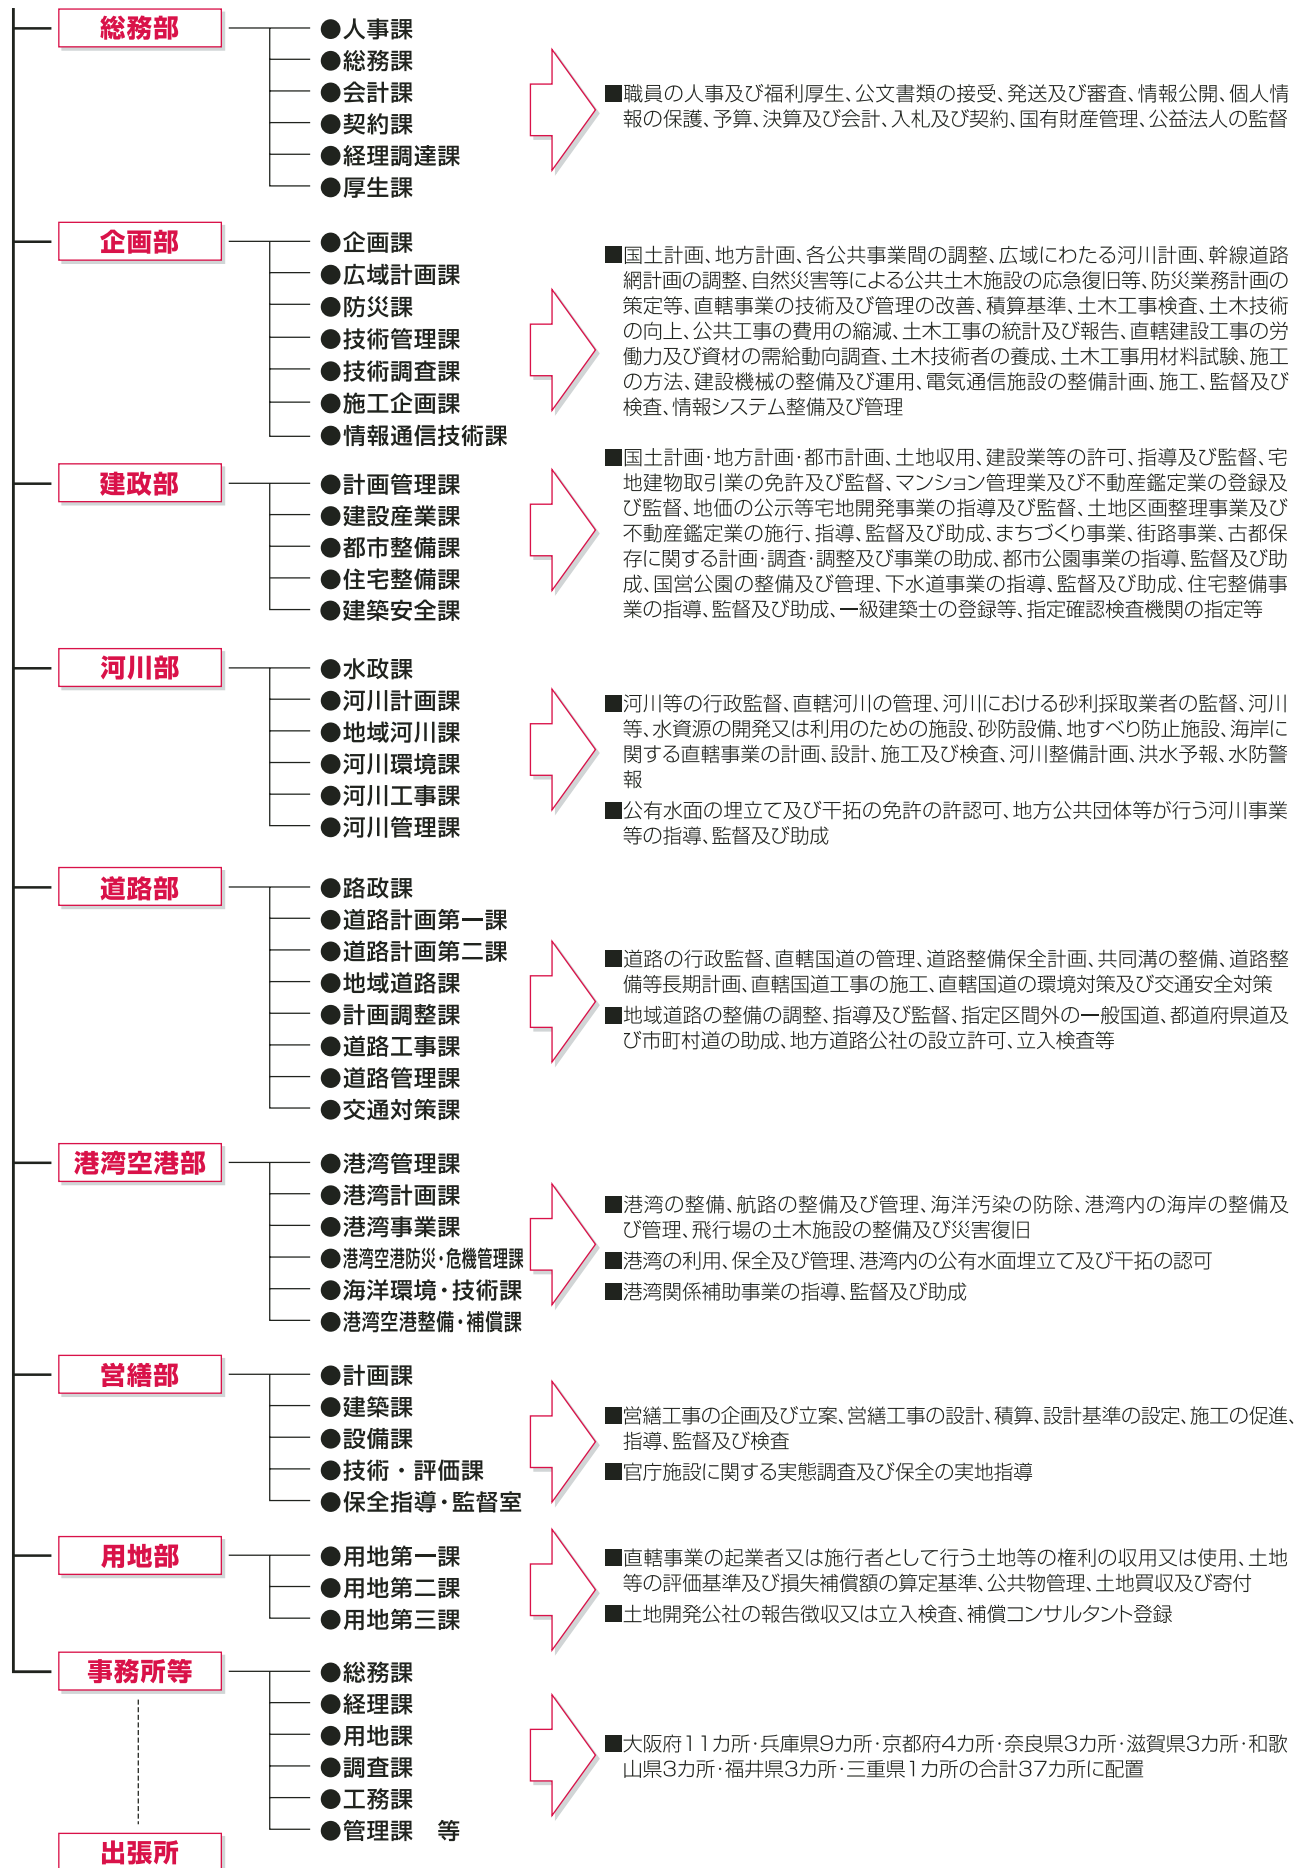 総務部
●人事課
●総務課
●会計課
●契約課
●経理調達課
●厚生課
■職員の人事及び福利厚生、公文書類の接受、発送及び審査、情報公開、個人情
報の保護、予算、決算及び会計、入札及び契約、国有財産管理、公益法人の監督
企画部
●企画課
●広域計画課
●防災課
●技術管理課
●技術調査課
●施工企画課
●情報通信技術課
■国土計画、地方計画、各公共事業間の調整、広域にわたる河川計画、幹線道路
網計画の調整、自然災害等による公共土木施設の応急復旧等、防災業務計画の
策定等、直轄事業の技術及び管理の改善、積算基準、土木工事検査、土木技術
の向上、公共工事の費用の縮減、土木工事の統計及び報告、直轄建設工事の労
働力及び資材の需給動向調査、土木技術者の養成、土木工事用材料試験、施工
の方法、建設機械の整備及び運用、電気通信施設の整備計画、施工、監督及び
検査、情報システム整備及び管理
建政部
●計画管理課
●建設産業課
●都市整備課
●住宅整備課
●建築安全課
■国土計画・地方計画・都市計画、土地収用、建設業等の許可、指導及び監督、宅
地建物取引業の免許及び監督、マンション管理業及び不動産鑑定業の登録及
び監督、地価の公示等宅地開発事業の指導及び監督、土地区画整理事業及び
不動産鑑定業の施行、指導、監督及び助成、まちづくり事業、街路事業、古都保
存に関する計画・調査・調整及び事業の助成、都市公園事業の指導、監督及び助
成、国営公園の整備及び管理、下水道事業の指導、監督及び助成、住宅整備事
業の指導、監督及び助成、一級建築士の登録等、指定確認検査機関の指定等
河川部
●水政課
●河川計画課
●地域河川課
●河川環境課
●河川工事課
●河川管理課
■河川等の行政監督、直轄河川の管理、河川における砂利採取業者の監督、河川
等、水資源の開発又は利用のための施設、砂防設備、地すべり防止施設、海岸に
関する直轄事業の計画、設計、施工及び検査、河川整備計画、洪水予報、水防警
報
■公有水面の埋立て及び干拓の免許の許認可、地方公共団体等が行う河川事業
等の指導、監督及び助成
道路部
●路政課
●道路計画第一課
●道路計画第二課
●地域道路課
●計画調整課
●道路工事課
●道路管理課
●交通対策課
■道路の行政監督、直轄国道の管理、道路整備保全計画、共同溝の整備、道路整
備等長期計画、直轄国道工事の施工、直轄国道の環境対策及び交通安全対策
■地域道路の整備の調整、指導及び監督、指定区間外の一般国道、都道府県道及
び市町村道の助成、地方道路公社の設立許可、立入検査等
港湾空港部
●港湾管理課
●港湾計画課
●港湾事業課
●港湾空港防災・危機管理課
●海洋環境・技術課
●港湾空港整備・補償課
■港湾の整備、航路の整備及び管理、海洋汚染の防除、港湾内の海岸の整備及
び管理、飛行場の土木施設の整備及び災害復旧
■港湾の利用、保全及び管理、港湾内の公有水面埋立て及び干拓の認可
■港湾関係補助事業の指導、監督及び助成
営繕部
●計画課
●建築課
●設備課
●技術・評価課
●保全指導・監督室
■営繕工事の企画及び立案、営繕工事の設計、積算、設計基準の設定、施工の促進、
指導、監督及び検査
■官庁施設に関する実態調査及び保全の実地指導
用地部
●用地第一課
●用地第二課
●用地第三課
■直轄事業の起業者又は施行者として行う土地等の権利の収用又は使用、土地
等の評価基準及び損失補償額の算定基準、公共物管理、土地買収及び寄付
■土地開発公社の報告徴収又は立入検査、補償コンサルタント登録
事務所等
●総務課
●経理課
●用地課
●調査課
●工務課
●管理課　等
■大阪府11カ所・兵庫県9カ所・京都府4カ所・奈良県3カ所・滋賀県3カ所・和歌
山県3カ所・福井県3カ所・三重県1カ所の合計37カ所に配置
出張所